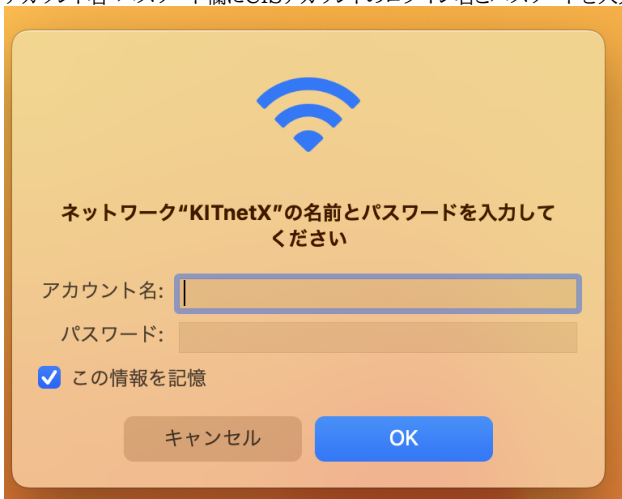 ネットワーク“KITnetX”の名前とパスワードを入力して
ください
アカウント名:
パスワード:
この情報を記憶
キャンセル
OK